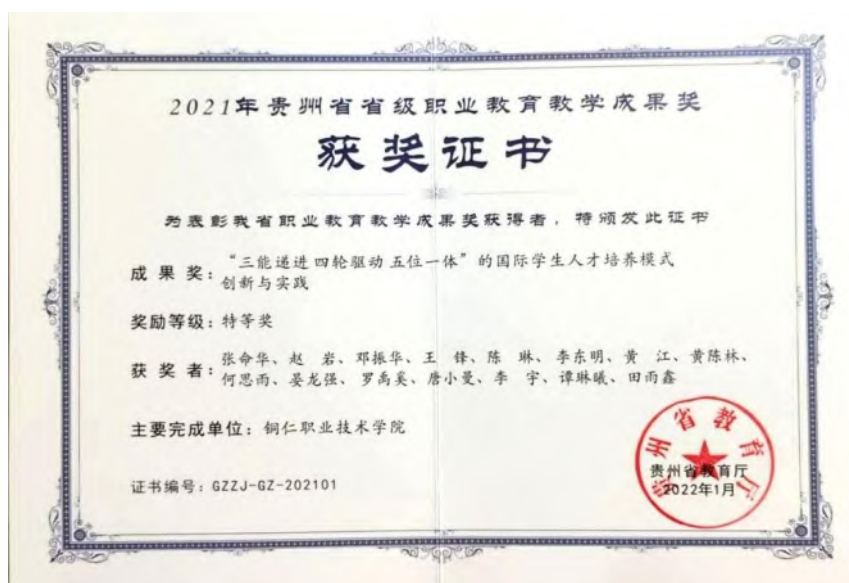 2021年贵州省省级职业教育教学成果奖
获奖证书
为表彰我省职业教育教学成果奖获得者，特颁发此证书
成果奖：“三能递进 四轮驱动 五位一体”的国际学生人才培养模式
创新与实践
奖励等级：特等奖
获奖者：张命华、赵 岩、邓振华、王 锋、陈 琳、李东明、黄 江、黄陈林、
何思雨、晏龙强、罗禹奚、唐小曼、李 宇、谭琳曦、田雨鑫
主要完成单位：铜仁职业技术学院
证书编号：GZZJ-GZ-202101
贵州省教育厅
贵州省教育厅
2022年1月